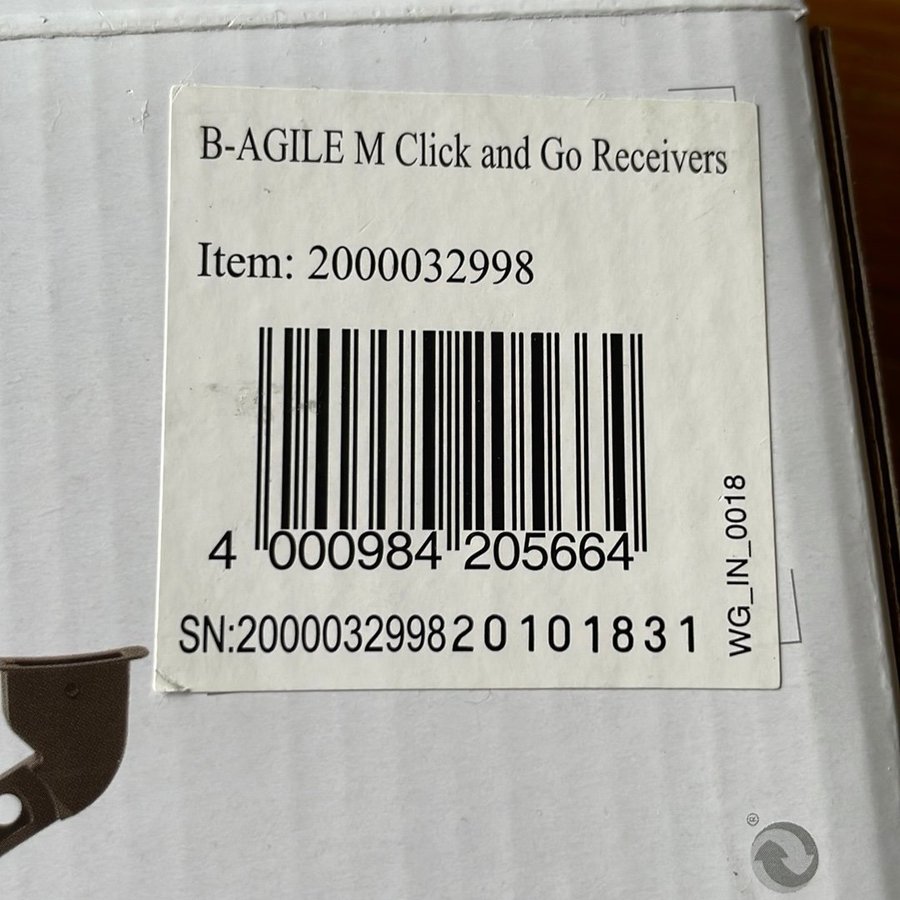 B-AGILE M Click and Go Receivers
Item: 2000032998
4 000984 205664
SN:200003299820101831
WG_IN_0018
®